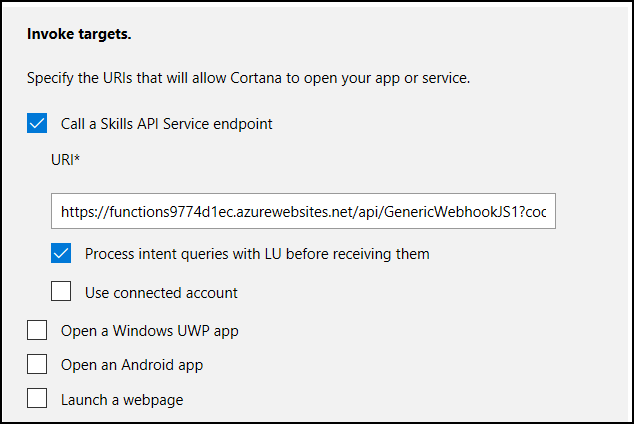 Invoke targets.
Specify the URIs that will allow Cortana to open your app or service.
Call a Skills API Service endpoint
URI*
https://functions9774d1ec.azurewebsites.net/api/GenericWebhookJS1?coc
Process intent queries with LU before receiving them
Use connected account
Open a Windows UWP app
Open an Android app
Launch a webpage